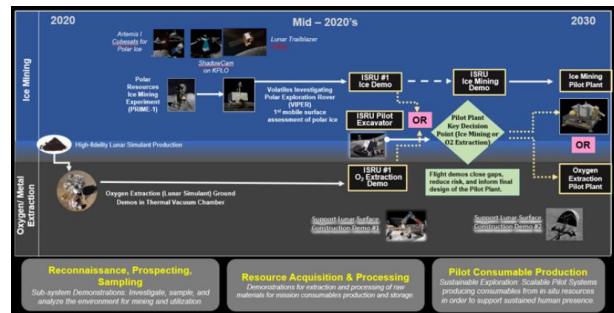 2020
Mid – 2020's
2030
Ice Mining
Oxygen/ Metal
Extraction
Artemis I
Cubesats for
Polar Ice
Lunar Trailblazer
ShadowCam
on KPLO
Polar
Resources
Ice Mining
Experiment
(PRIME-1)
Volatiles Investigating
Polar Exploration Rover
(VIPER)
1st mobile surface
assessment of polar ice
ISRU #1
Ice Demo
ISRU
Ice Mining
Demo
Ice Mining
Pilot Plant
High-fidelity Lunar Simulant Production
ISRU Pilot
Excavator
OR
Pilot Plant
Key Decision
Point (Ice Mining or
O2 Extraction)
OR
Oxygen Extraction (Lunar Simulant) Ground
Demos in Thermal Vacuum Chamber
ISRU #1
O2 Extraction
Demo
Flight demos close gaps,
reduce risk, and inform final
design of the Pilot Plant.
Oxygen
Extraction
Pilot Plant
Support Lunar Surface
Construction Demo #1
Support Lunar Surface
Construction Demo #2
Reconnaissance, Prospecting,
Sampling
Sub-system Demonstrations: Investigate, sample, and
analyze the environment for mining and utilization
Resource Acquisition & Processing
Demonstrations for extraction and processing of raw
materials for mission consumables production and storage.
Pilot Consumable Production
Sustainable Exploration: Scalable Pilot Systems
producing consumables from in situ resources
in order to support sustained human presence.